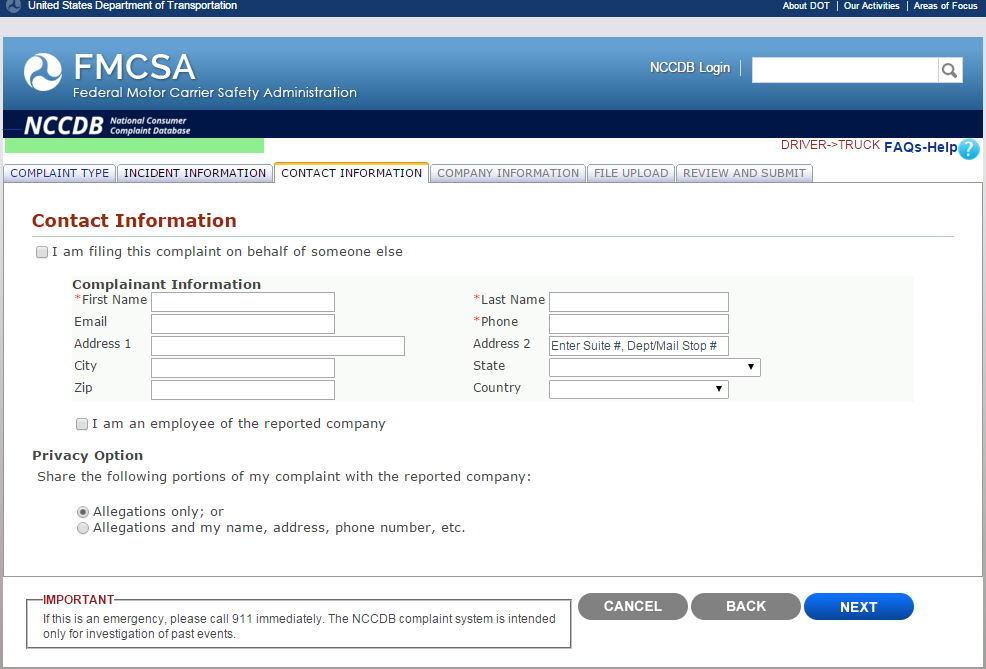 United States Department of Transportation
About DOT | Our Activities | Areas of Focus
FMCSA
Federal Motor Carrier Safety Administration
NCCDB Login |
NCCDB National Consumer
Complaint Database
DRIVER->TRUCK FAQs-Help ?
COMPLAINT TYPE INCIDENT INFORMATION CONTACT INFORMATION COMPANY INFORMATION FILE UPLOAD REVIEW AND SUBMIT
Contact Information
I am filing this complaint on behalf of someone else
Complainant Information
*First Name *Last Name
Email *Phone
Address 1 Address 2 Enter Suite #, Dept/Mail Stop #
City State
Zip Country
I am an employee of the reported company
Privacy Option
Share the following portions of my complaint with the reported company:
Allegations only; or
Allegations and my name, address, phone number, etc.
IMPORTANT
If this is an emergency, please call 911 immediately. The NCCDB complaint system is intended
only for investigation of past events.
CANCEL BACK NEXT